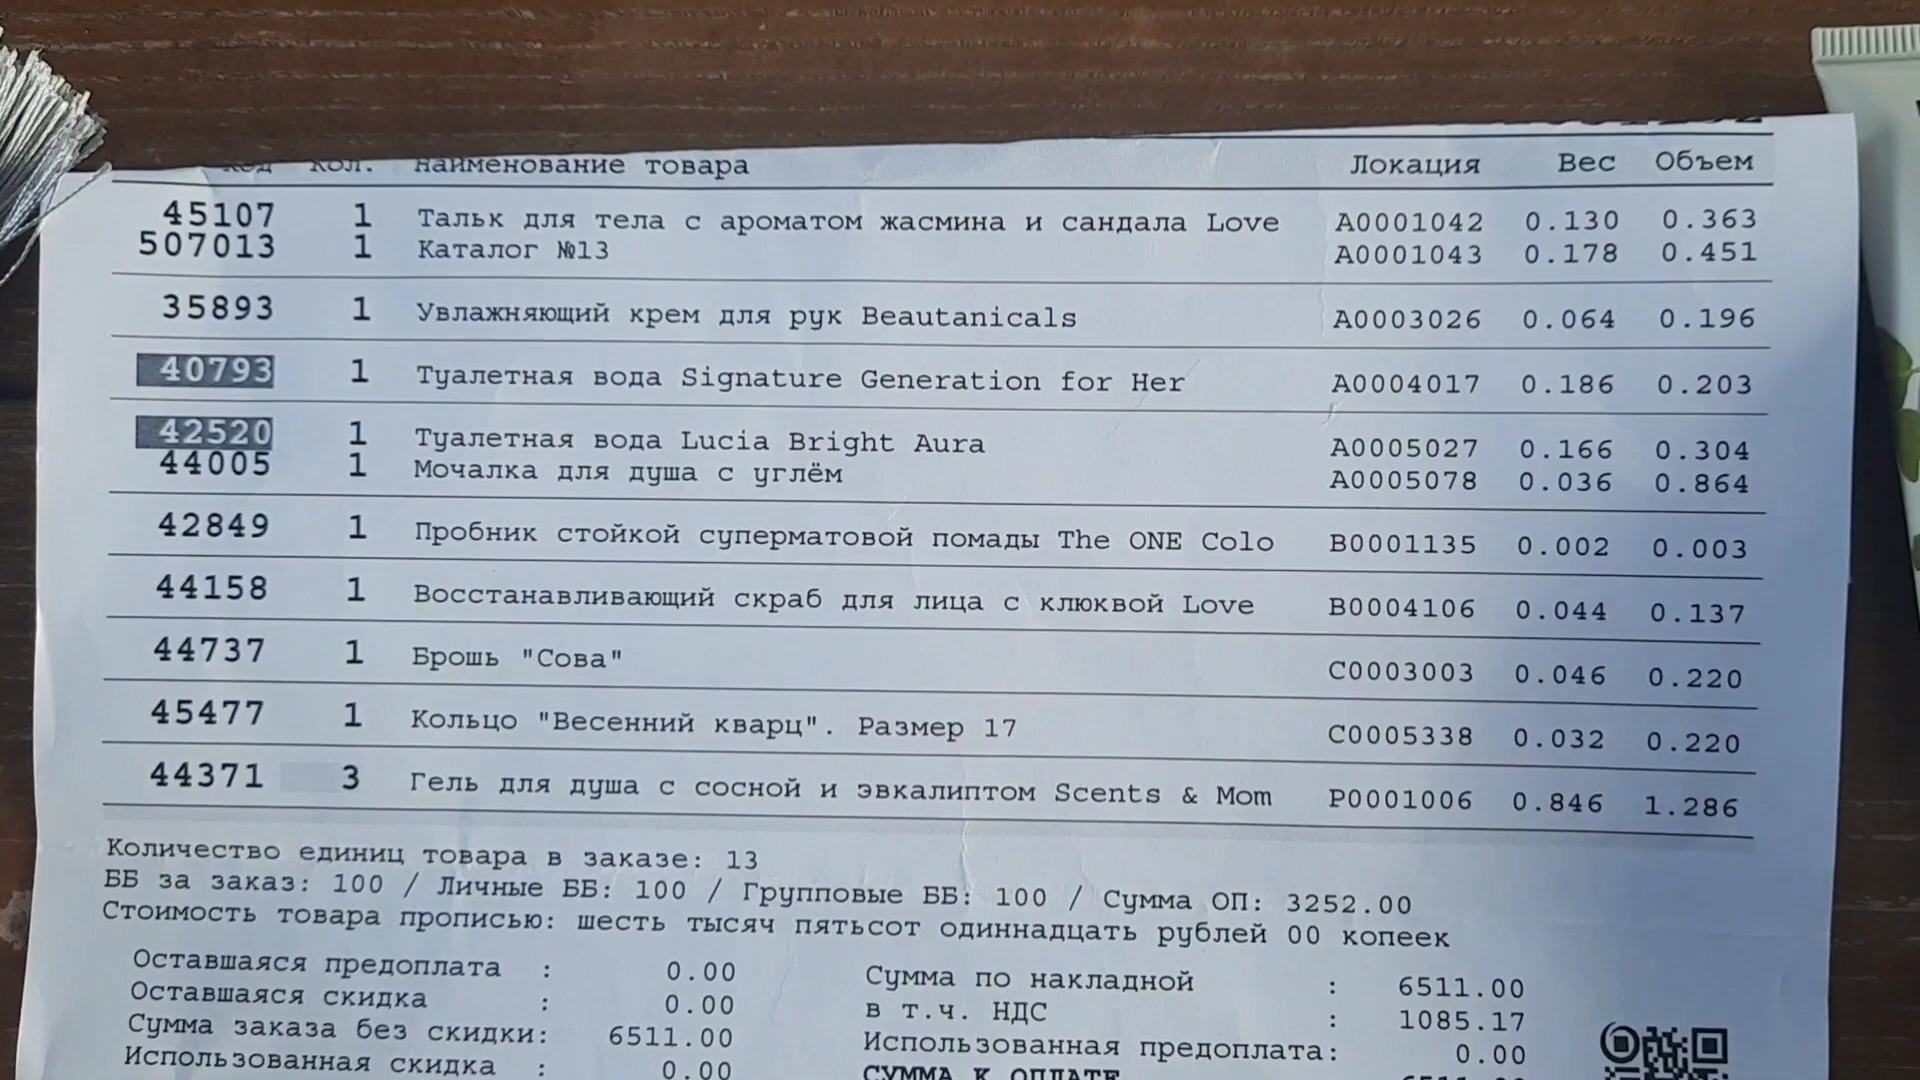 Код Кол. Наименование товара Локация Вес Объем
45107 1 Тальк для тела с ароматом жасмина и сандала Love A0001042 0.130 0.363
507013 1 Каталог №13 A0001043 0.178 0.451
35893 1 Увлажняющий крем для рук Beautanicals A0003026 0.064 0.196
40793 1 Туалетная вода Signature Generation for Her A0004017 0.186 0.203
42520 1 Туалетная вода Lucia Bright Aura A0005027 0.166 0.304
44005 1 Мочалка для душа с углём A0005078 0.036 0.864
42849 1 Пробник стойкой суперматовой помады The ONE Colo B0001135 0.002 0.003
44158 1 Восстанавливающий скраб для лица с клюквой Love B0004106 0.044 0.137
44737 1 Брошь "Сова" C0003003 0.046 0.220
45477 1 Кольцо "Весенний кварц". Размер 17 C0005338 0.032 0.220
44371 3 Гель для душа с сосной и эвкалиптом Scents & Mom P0001006 0.846 1.286
Количество единиц товара в заказе: 13
ББ за заказ: 100 / Личные ББ: 100 / Групповые ББ: 100 / Сумма ОП: 3252.00
Стоимость товара прописью: шесть тысяч пятьсот одиннадцать рублей 00 копеек
Оставшаяся предоплата : 0.00 Сумма по накладной : 6511.00
Оставшаяся скидка : 0.00 в т.ч. НДС : 1085.17
Сумма заказа без скидки: 6511.00 Использованная предоплата: 0.00
Использованная скидка : 0.00 СУММА К ОПЛАТЕ